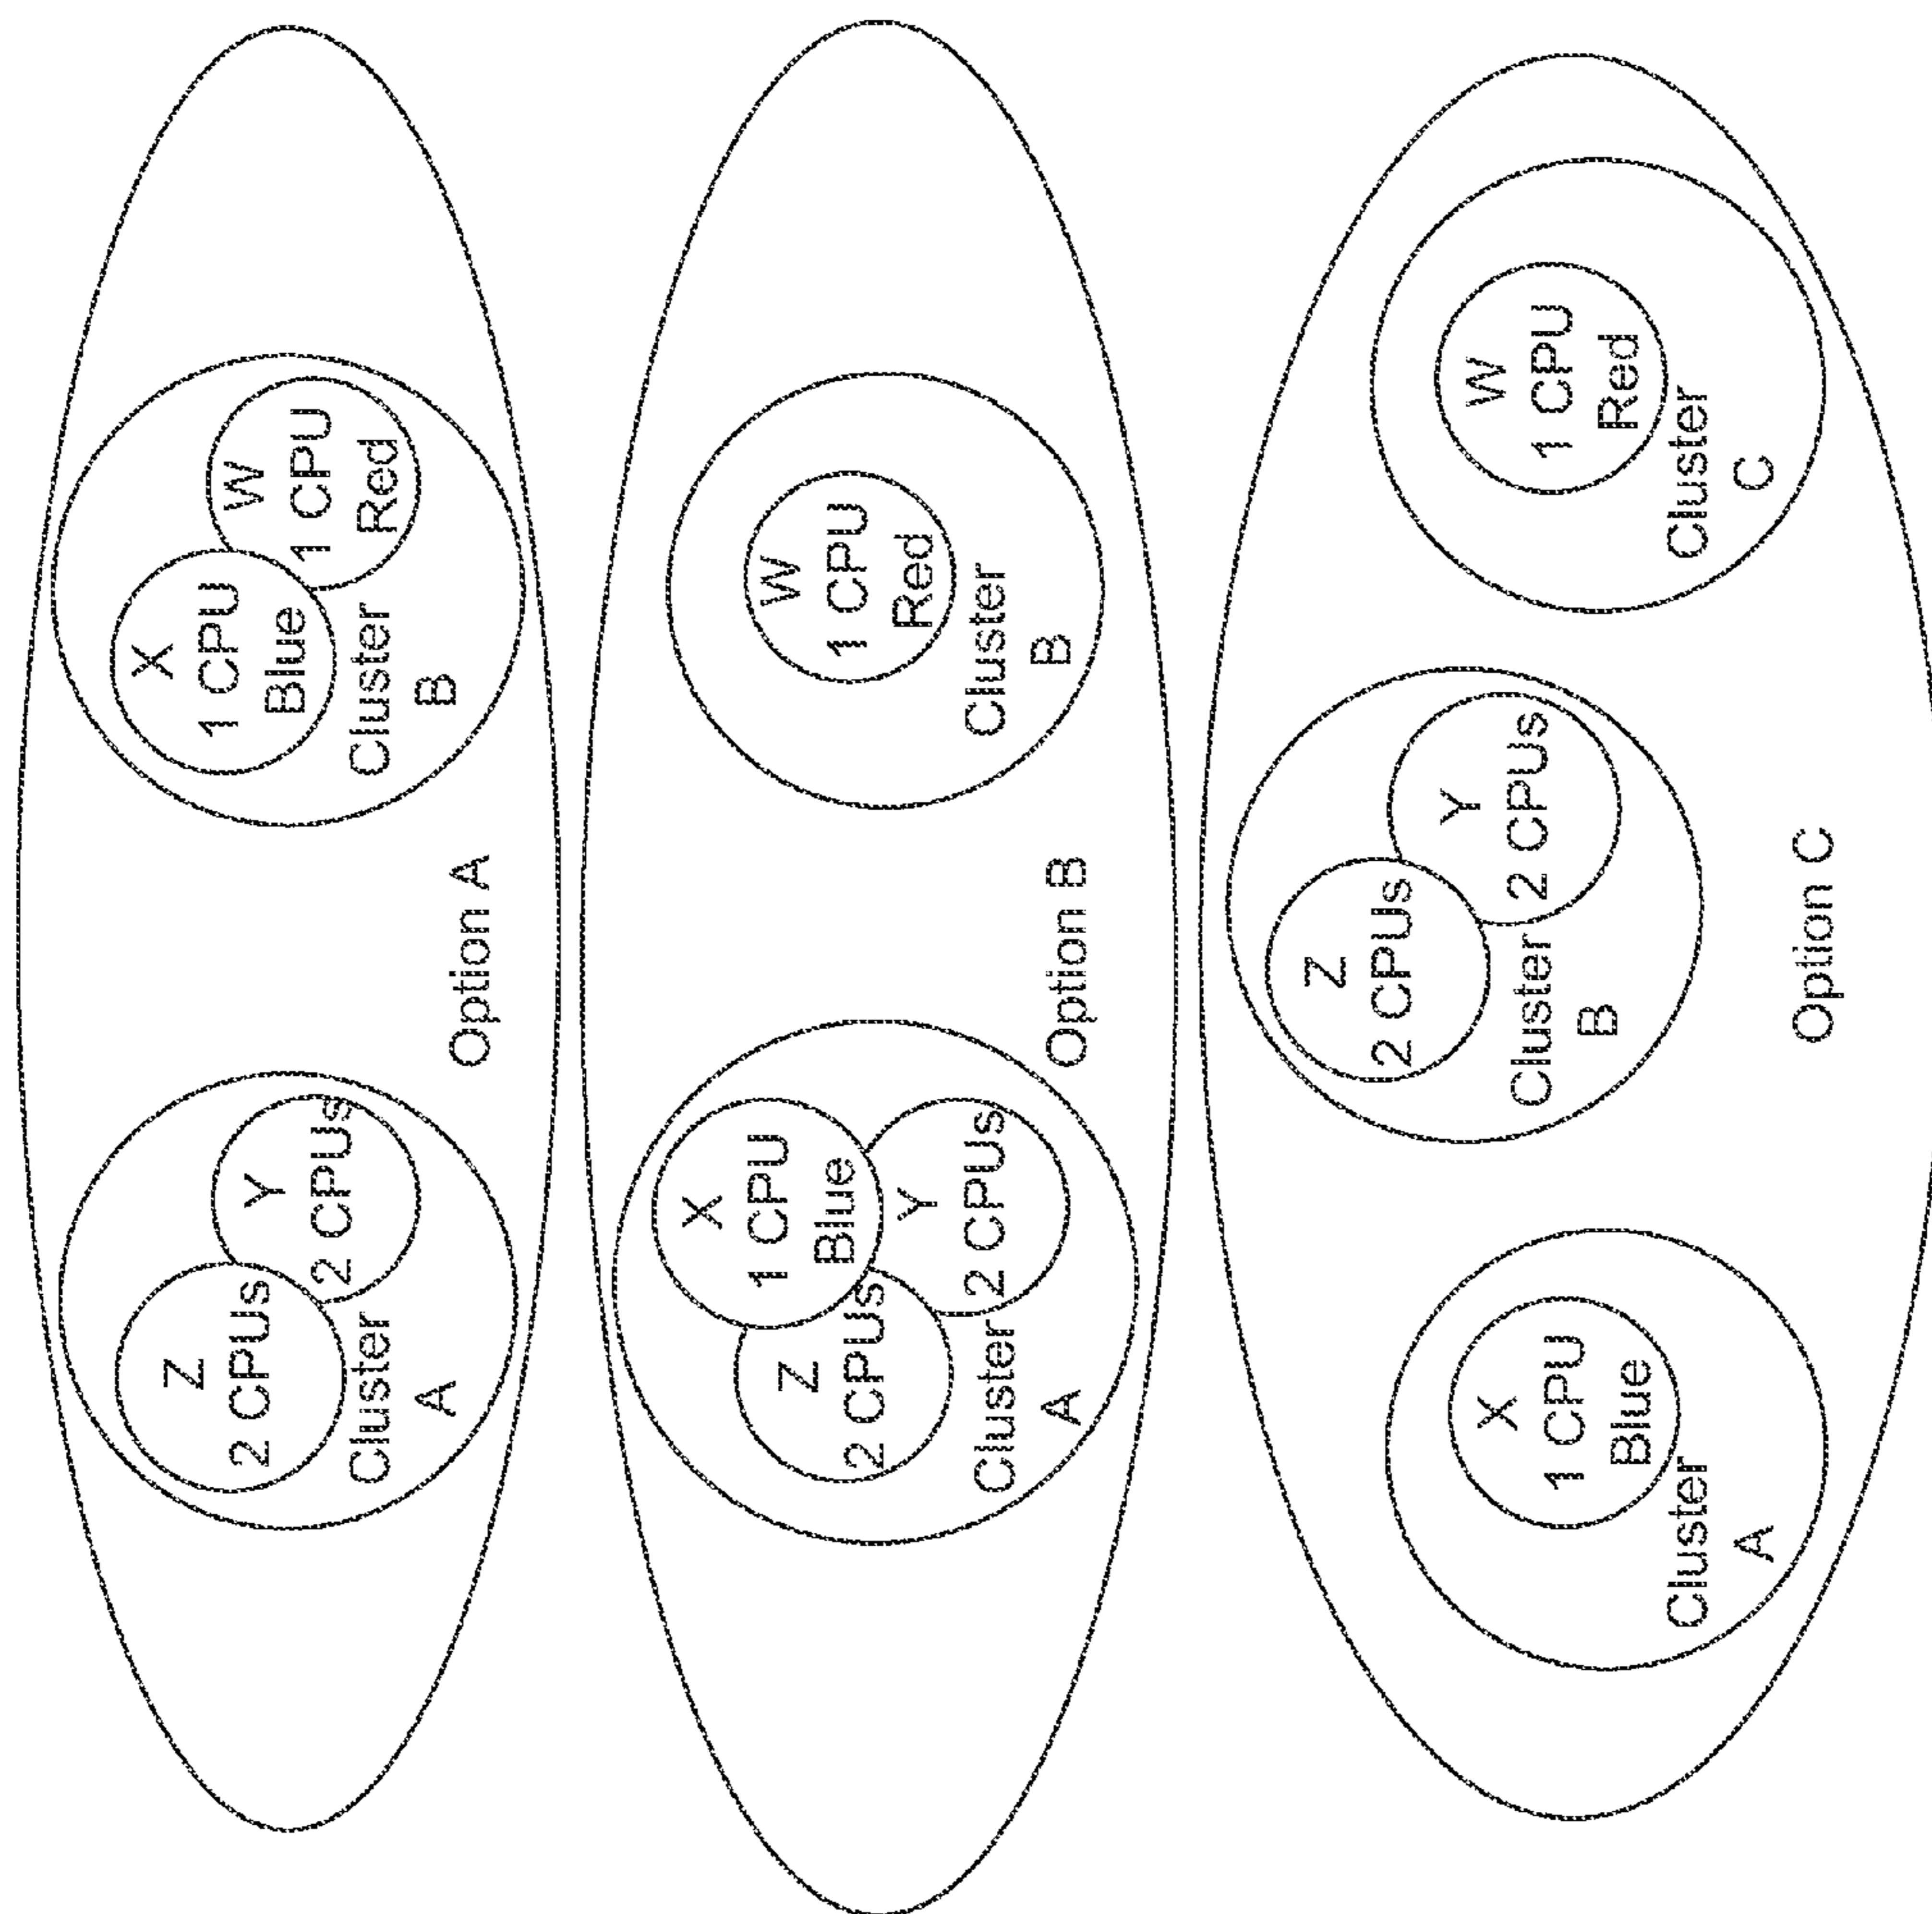 Z
2 CPUs
Y
2 CPUs
Cluster
A
X
1 CPU
Blue
W
1 CPU
Red
Cluster
B
Option A
Z
2 CPUs
X
1 CPU
Blue
Y
2 CPUs
Cluster
A
W
1 CPU
Red
Cluster
B
Option B
X
1 CPU
Blue
Cluster
A
Z
2 CPUs
Y
2 CPUs
Cluster
B
W
1 CPU
Red
Cluster
C
Option C